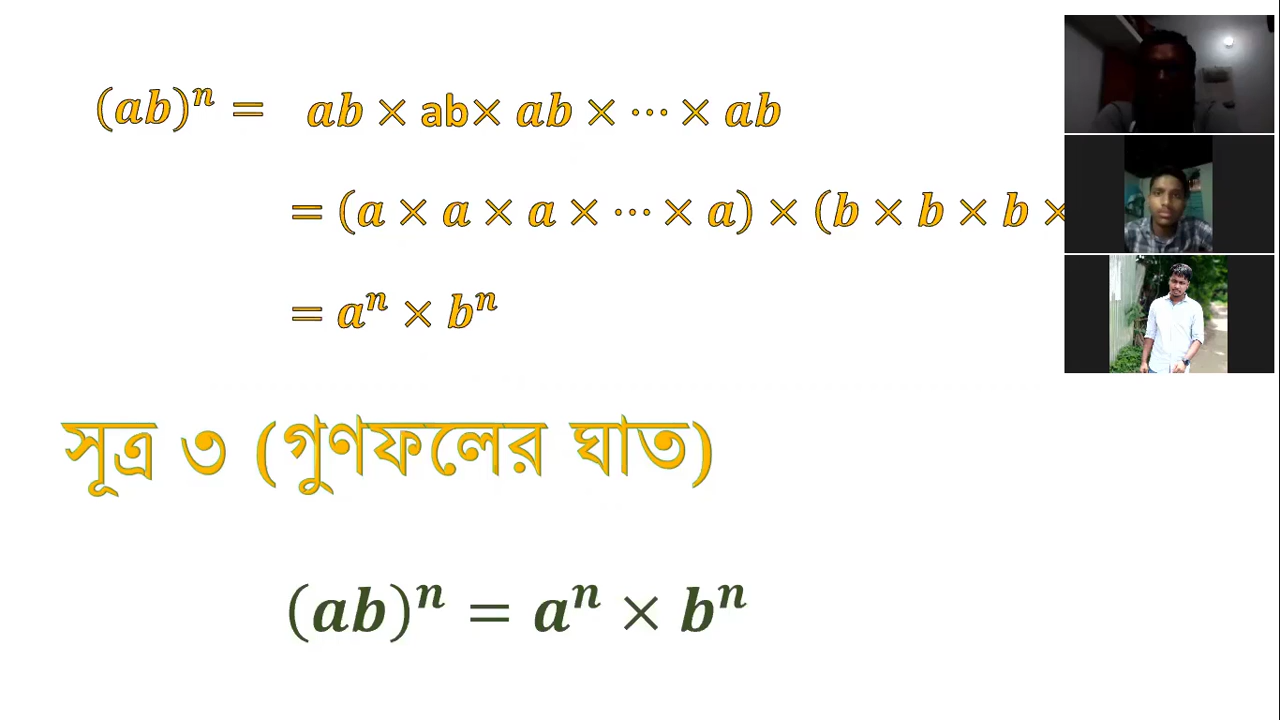 (ab)ⁿ = ab × ab × ab × ⋯ × ab
= (a × a × a × ⋯ × a) × (b × b × b ×
= aⁿ × bⁿ
সূত্র ৩ (গুণফলের ঘাত)
(ab)ⁿ = aⁿ × bⁿ